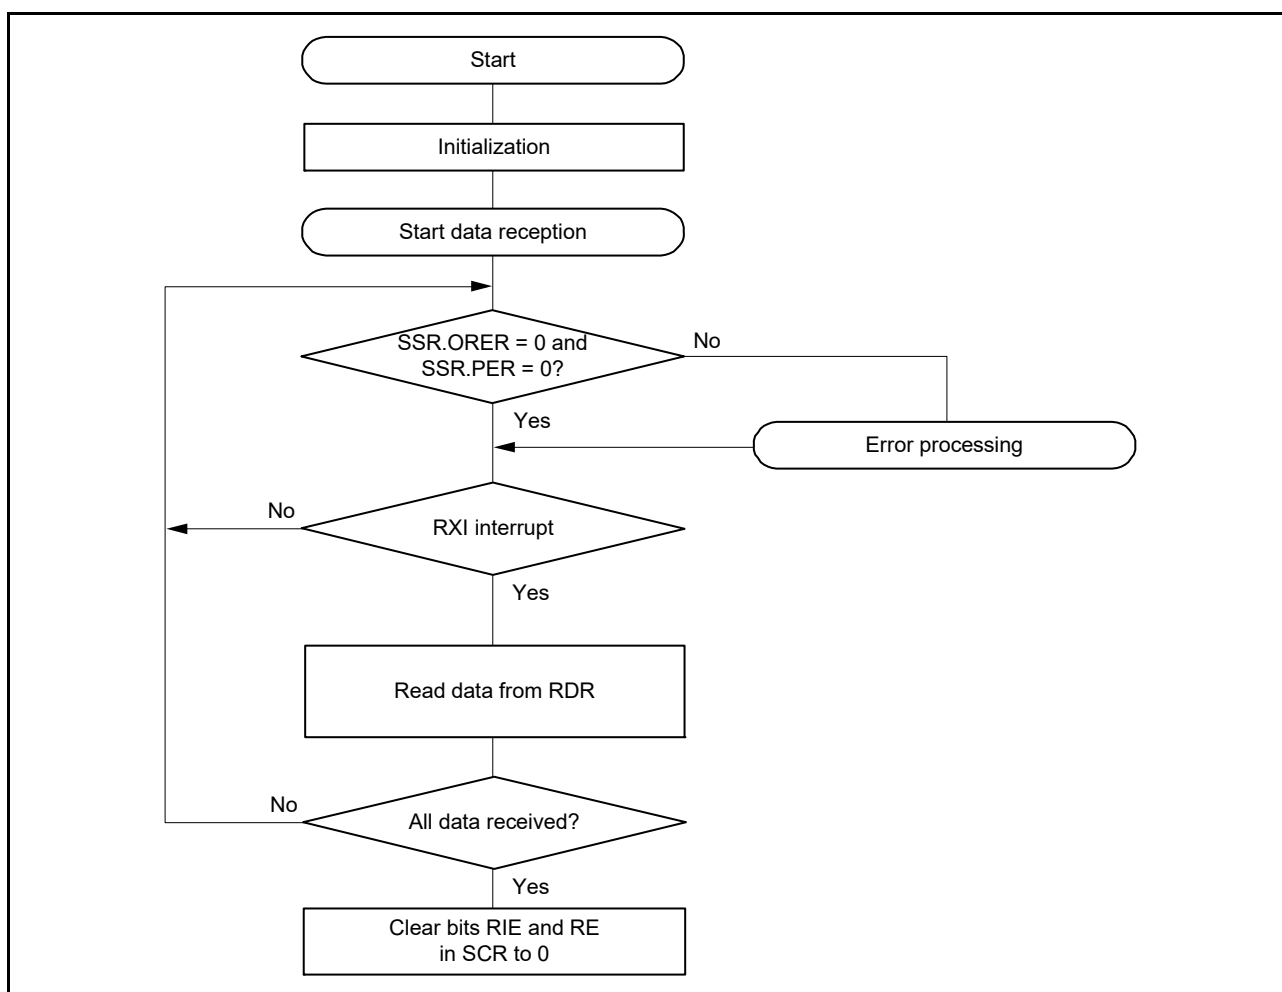 Start
Initialization
Start data reception
SSR.ORER = 0 and
SSR.PER = 0?
No
Yes
Error processing
No
RXI interrupt
Yes
Read data from RDR
No
All data received?
Yes
Clear bits RIE and RE
in SCR to 0